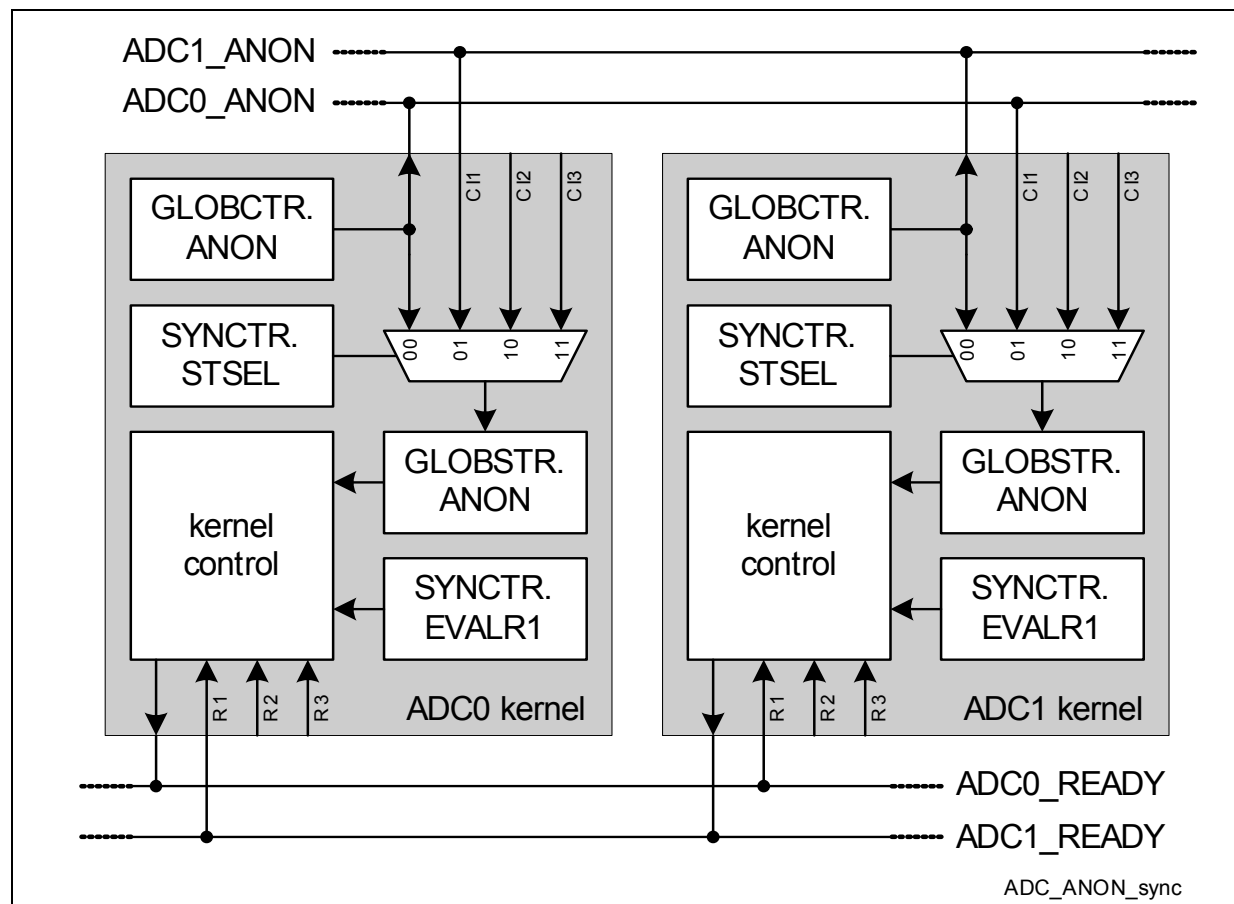 ADC1_ANON
ADC0_ANON
GLOBCTR.
ANON
CI1
CI2
CI3
SYNCTR.
STSEL
00
01
10
11
kernel
control
GLOBSTR.
ANON
SYNCTR.
EVALR1
R1
R2
R3
ADC0 kernel
GLOBCTR.
ANON
CI1
CI2
CI3
SYNCTR.
STSEL
00
01
10
11
kernel
control
GLOBSTR.
ANON
SYNCTR.
EVALR1
R1
R2
R3
ADC1 kernel
ADC0_READY
ADC1_READY
ADC_ANON_sync